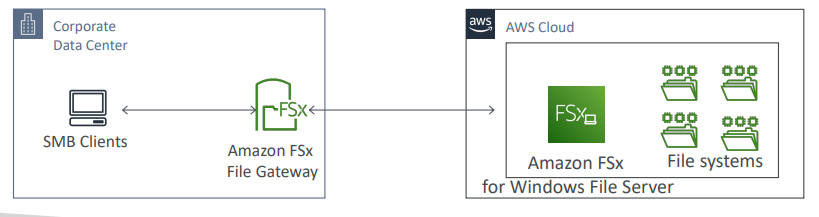 Corporate
Data Center
SMB Clients
FSx
Amazon FSx
File Gateway
aws
AWS Cloud
FSx
Amazon FSx
for Windows File Server
File systems